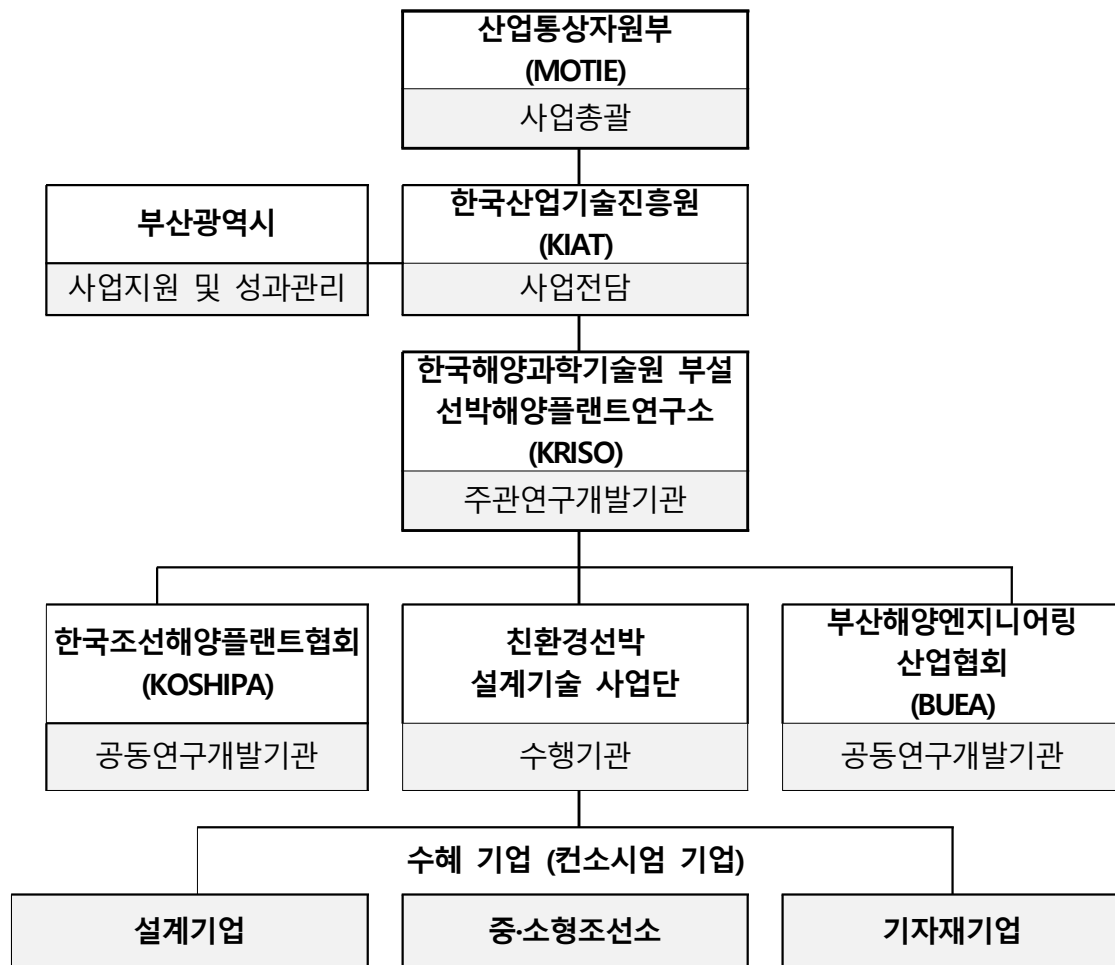 산업통상자원부
(MOTIE)
사업총괄
부산광역시
사업지원 및 성과관리
한국산업기술진흥원
(KIAT)
사업전담
한국해양과학기술원 부설
선박해양플랜트연구소
(KRISO)
주관연구개발기관
한국조선해양플랜트협회
(KOSHIPA)
공동연구개발기관
친환경선박
설계기술 사업단
수행기관
부산해양엔지니어링
산업협회
(BUEA)
공동연구개발기관
수혜 기업 (컨소시엄 기업)
설계기업
중·소형조선소
기자재기업